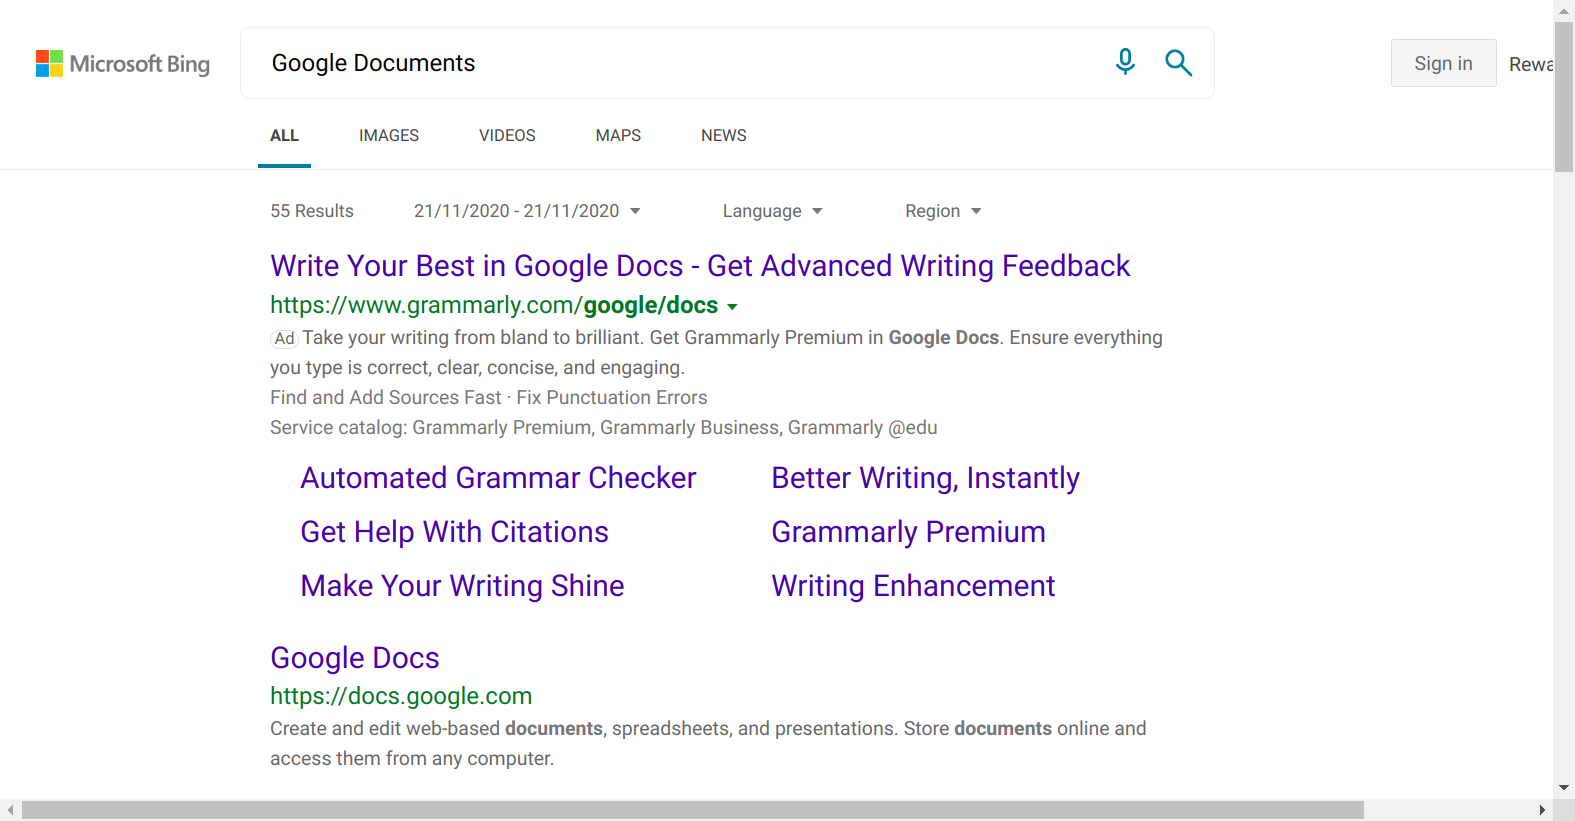 Microsoft Bing
Google Documents
Sign in
Rewa
ALL
IMAGES
VIDEOS
MAPS
NEWS
55 Results
21/11/2020 - 21/11/2020
Language
Region
Write Your Best in Google Docs - Get Advanced Writing Feedback
https://www.grammarly.com/google/docs
Ad Take your writing from bland to brilliant. Get Grammarly Premium in Google Docs. Ensure everything
you type is correct, clear, concise, and engaging.
Find and Add Sources Fast · Fix Punctuation Errors
Service catalog: Grammarly Premium, Grammarly Business, Grammarly @edu
Automated Grammar Checker
Better Writing, Instantly
Get Help With Citations
Grammarly Premium
Make Your Writing Shine
Writing Enhancement
Google Docs
https://docs.google.com
Create and edit web-based documents, spreadsheets, and presentations. Store documents online and
access them from any computer.